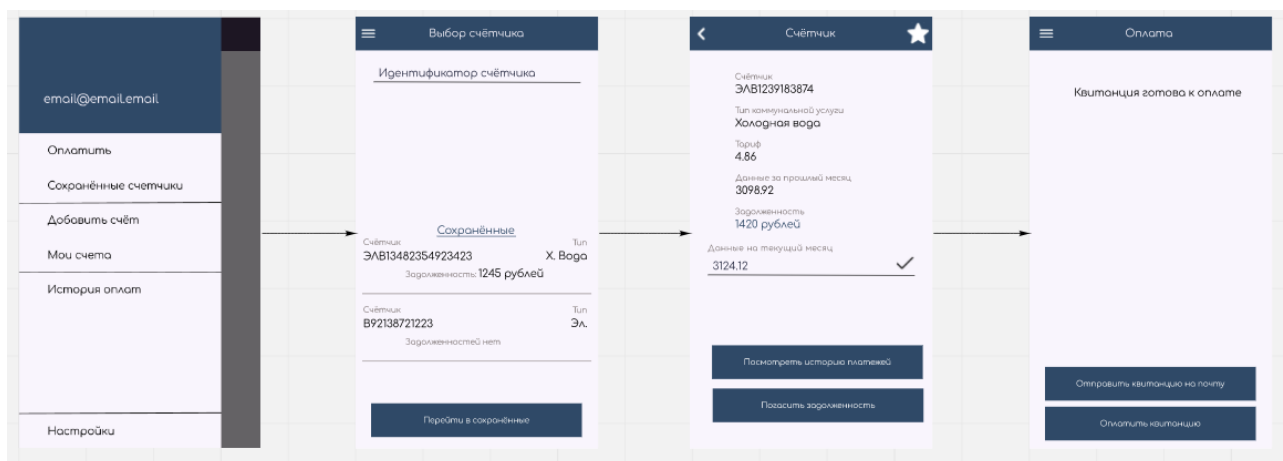 email@email.email
Оплатить
Сохранённые счетчики
Добавить счёт
Мои счета
История оплат
Настройки
Выбор счётчика
Идентификатор счётчика
Сохранённые
Счётчик Тип
ЭЛВ13482354923423 Х. Вода
Задолженность: 1245 рублей
Счётчик Тип
В92138721223 Эл.
Задолженностей нет
Перейти в сохранённые
Счётчик
Счётчик
ЭЛВ1239183874
Тип коммунальной услуги
Холодная вода
Тариф
4.86
Данные за прошлый месяц
3098.92
Задолженность
1420 рублей
Данные на текущий месяц
3124.12
Посмотреть историю платежей
Погасить задолженность
Оплата
Квитанция готова к оплате
Отправить квитанцию на почту
Оплатить квитанцию